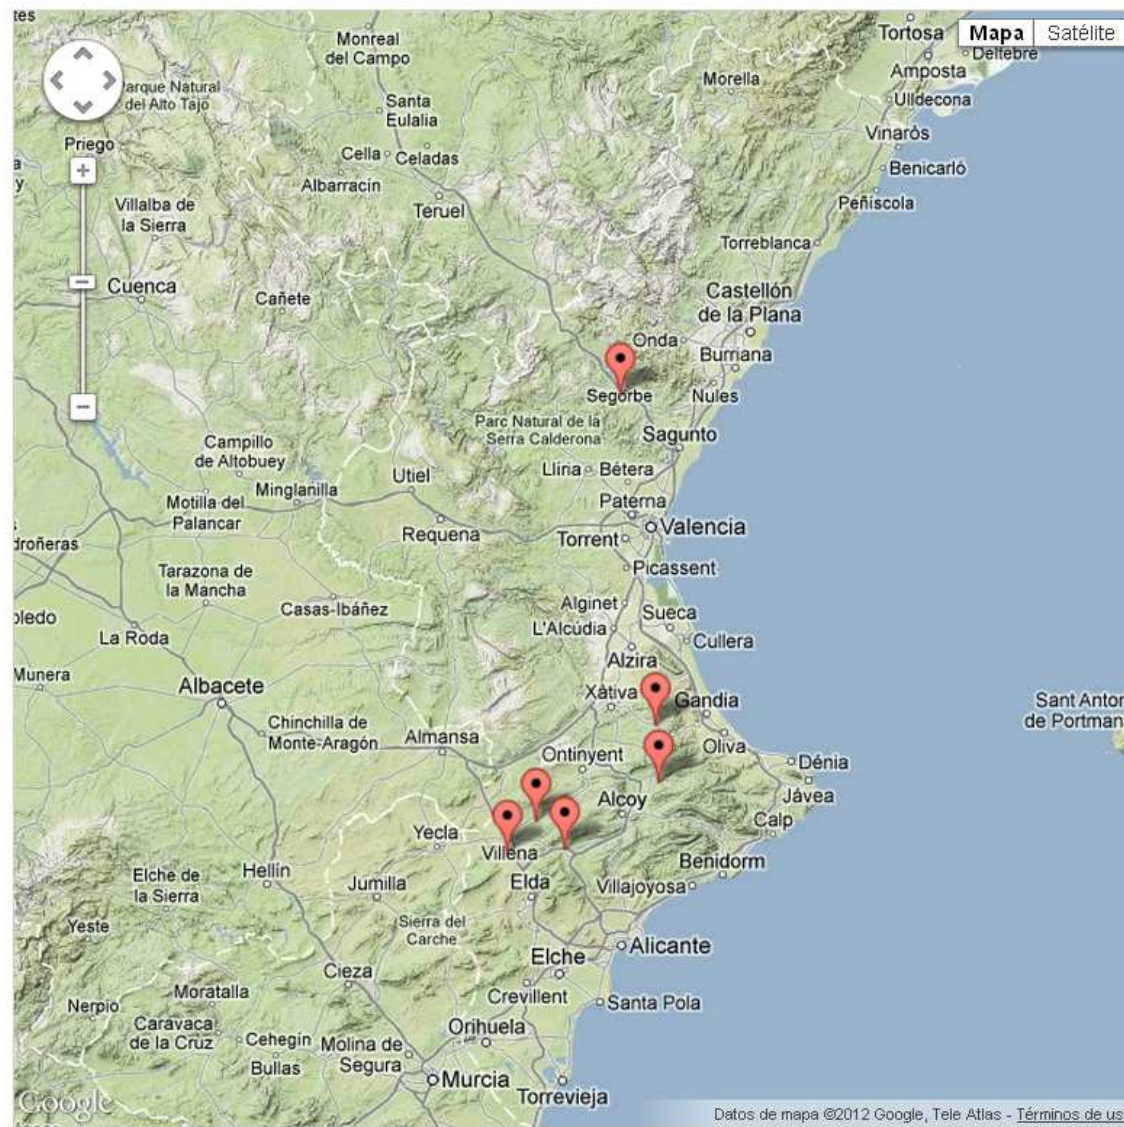 tes
Tortosa
Mapa
Satélite
Monreal
del Campo
Deltebre
Amposta
Morella
Parque Natural
del Alto Tajo
Ulldecona
Santa
Eulalia
Vinaròs
Priego
Cella
Celadas
Benicarló
Albarracín
Villalba de
la Sierra
Teruel
Peñíscola
Torreblanca
Cuenca
Cañete
Castellón
de la Plana
Onda
Burriana
Segorbe
Nules
Parc Natural de la
Serra Calderona
Sagunto
Campillo
de Altobuey
Utiel
Llíria
Bétera
Minglanilla
Motilla del
Palancar
Paterna
Valencia
Requena
Torrent
droñeras
Picassent
Tarazona de
la Mancha
Casas-Ibáñez
Alginet
Sueca
L'Alcúdia
Cullera
La Roda
Alzira
Munera
Albacete
Xàtiva
Gandia
Sant Antor
de Portman
Chinchilla de
Monte-Aragón
Almansa
Ontinyent
Oliva
Dénia
Jávea
Alcoy
Calp
Yecla
Villena
Benidorm
Hellín
Elche de
la Sierra
Jumilla
Elda
Villajoyosa
Sierra del
Carche
Yeste
Alicante
Elche
Cieza
Crevillent
Santa Pola
Moratalla
Nerpio
Caravaca
de la Cruz
Cehegín
Molina de
Segura
Orihuela
Bullas
Murcia
Torrevieja
Google
Datos de mapa ©2012 Google, Tele Atlas - Términos de us